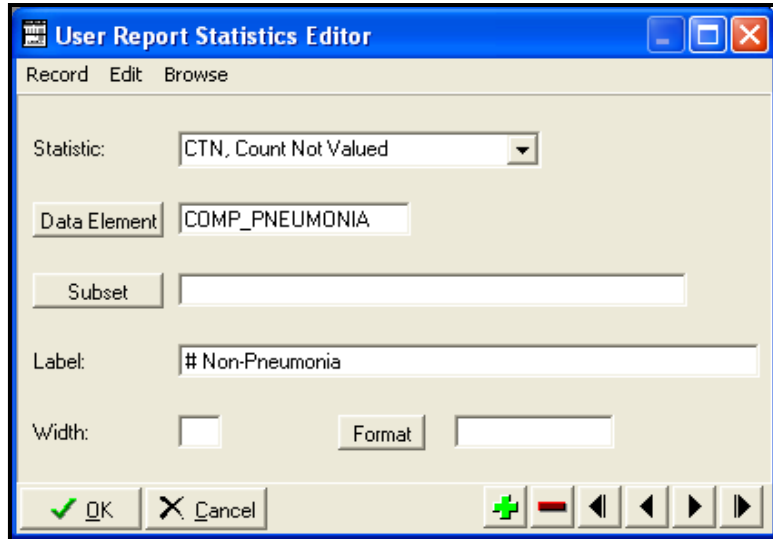 User Report Statistics Editor
Record Edit Browse
Statistic: CTN, Count Not Valued
Data Element COMP_PNEUMONIA
Subset
Label: # Non-Pneumonia
Width: Format
OK Cancel